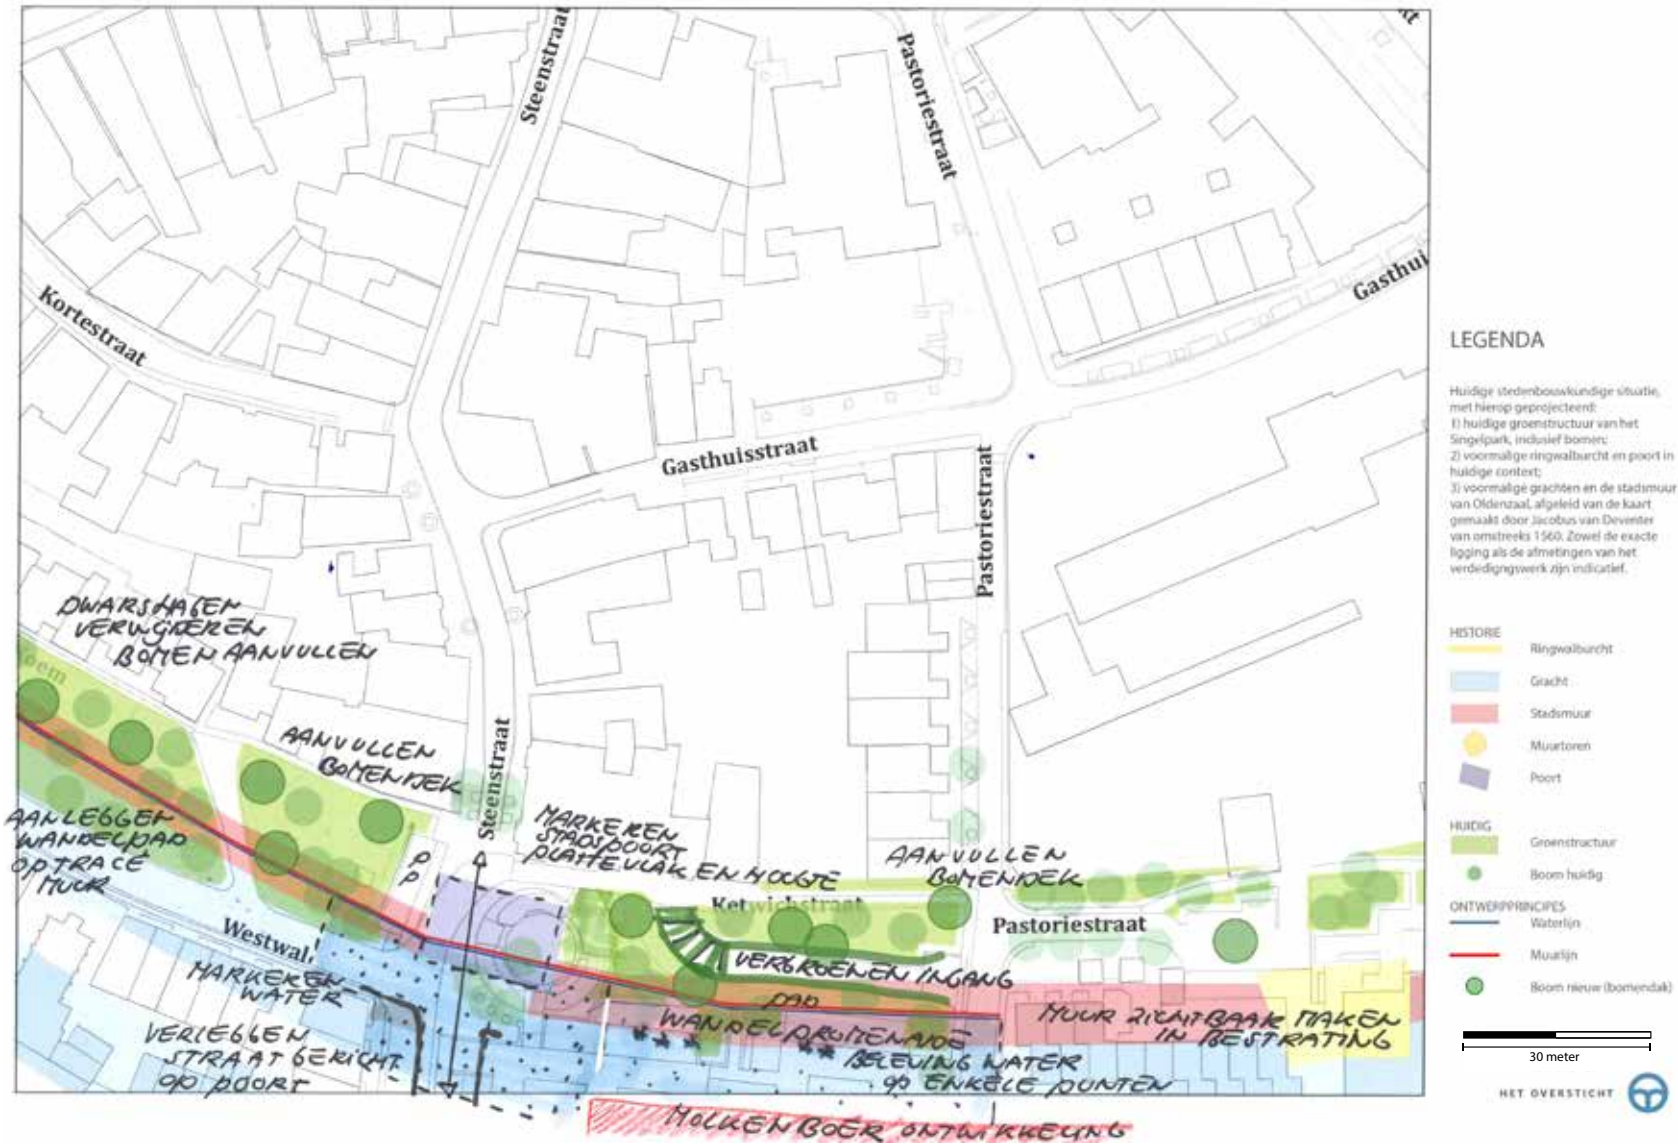 Steenstraat
Pastoriestraat
Kortestraat
Gasthui
Gasthuisstraat
Pastoriestraat
DWARSHAGEN
VERWIJDEREN
BOMEN AANVULLEN
AANVULLEN
BOMENDEK
Steenstraat
AANLEGGEN
WANDELPAD
OP TRACÉ
MUUR
P
P
MARKEREN
STADSPOORT
PLATTEVLAK EN HOOGTE
AANVULLEN
BOMENDEK
Ketwichstraat
Pastoriestraat
Westwal
MARKEREN
WATER
VERGROENEN INGANG
PAD
WANDELPROMENADE
MUUR ZICHTBAAR MAKEN
IN BESTRATING
VERLEGGEN
STRAAT GERICHT
OP POORT
BELEVING WATER
OP ENKELE PUNTEN
MOLKENBOER ONTWIKKELING
LEGENDA
Huidige stedenbouwkundige situatie,
met hierop geprojecteerd:
1) huidige groenstructuur van het
Singelpark, inclusief bomen;
2) voormalige ringwalburcht en poort in
huidige context;
3) voormalige grachten en de stadsmuur
van Oldenzaal, afgeleid van de kaart
gemaakt door Jacobus van Deventer
van omstreeks 1560. Zowel de exacte
ligging als de afmetingen van het
verdedigingswerk zijn indicatief.
HISTORIE
Ringwalburcht
Gracht
Stadsmuur
Muurtoren
Poort
HUIDIG
Groenstructuur
Boom huidig
ONTWERPPRINCIPES
Waterlijn
Muurlijn
Boom nieuw (bomendak)
30 meter
HET OVERSTICHT